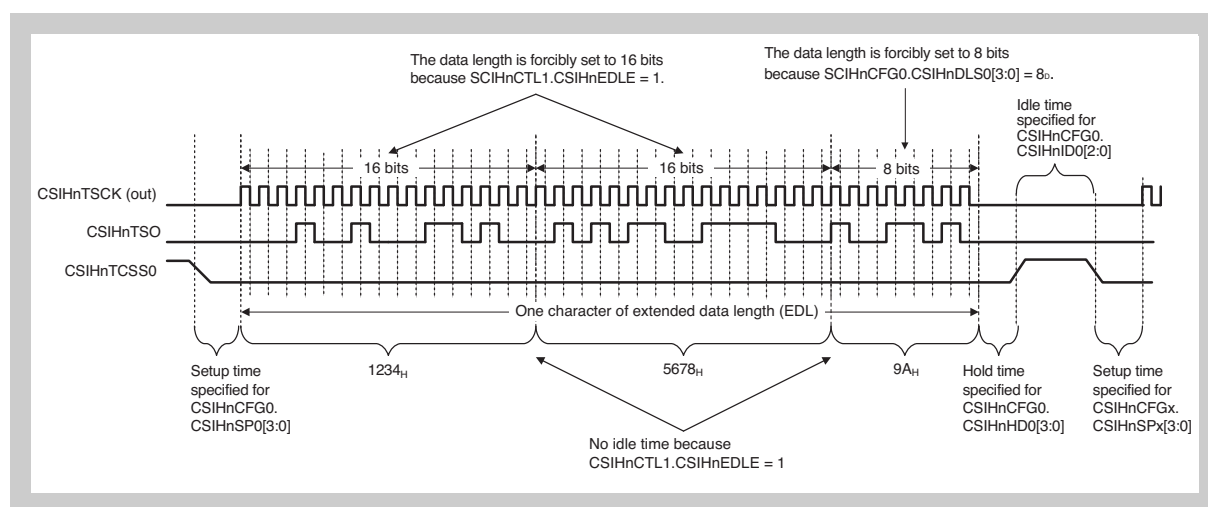 The data length is forcibly set to 16 bits
because SCIHnCTL1.CSIHnEDLE = 1.
The data length is forcibly set to 8 bits
because SCIHnCFG0.CSIHnDLS0[3:0] = 8D.
Idle time
specified for
CSIHnCFG0.
CSIHnID0[2:0]
16 bits
16 bits
8 bits
CSIHnTSCK (out)
CSIHnTSO
CSIHnTCSS0
One character of extended data length (EDL)
Setup time
specified for
CSIHnCFG0.
CSIHnSP0[3:0]
1234H
5678H
9AH
Hold time
specified for
CSIHnCFG0.
CSIHnHD0[3:0]
Setup time
specified for
CSIHnCFGx.
CSIHnSPx[3:0]
No idle time because
CSIHnCTL1.CSIHnEDLE = 1